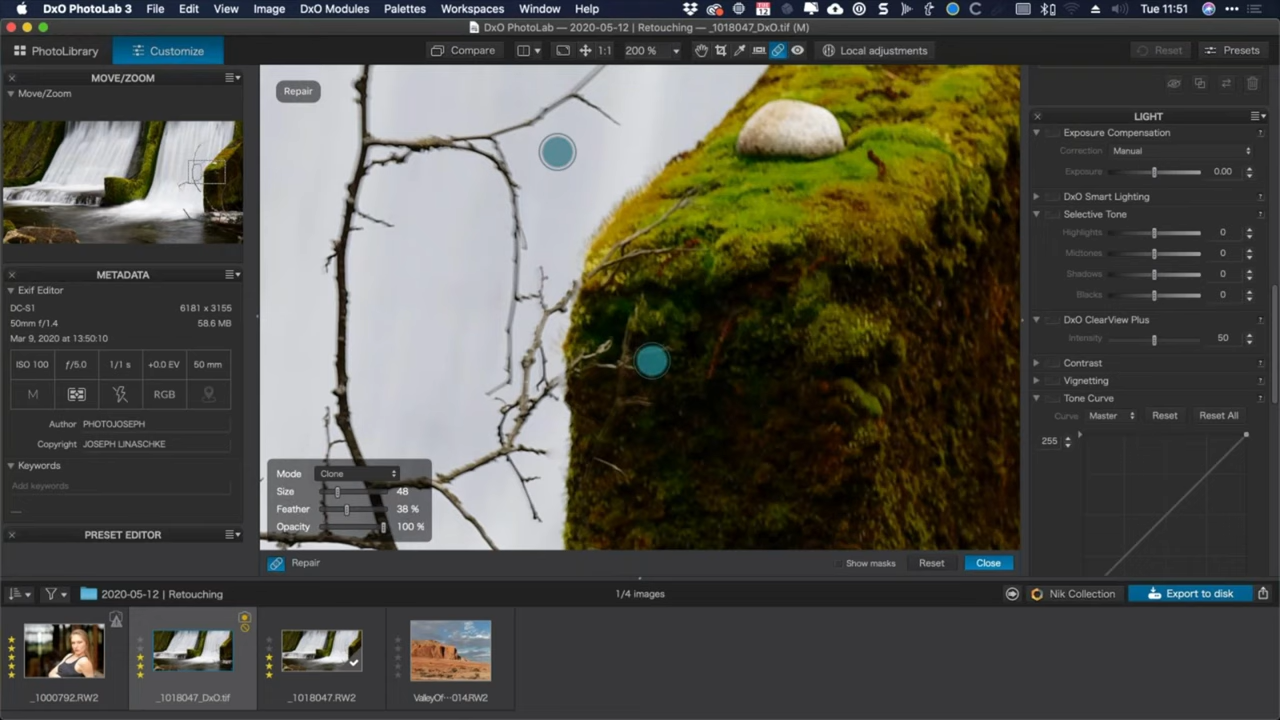 DxO PhotoLab 3 File Edit View Image DxO Modules Palettes Workspaces Window Help TUE 12 Tue 11:51
DxO PhotoLab — 2020-05-12 | Retouching — _1018047_DxO.tif (M)
PhotoLibrary Customize Compare 1:1 200 % Local adjustments Reset Presets
MOVE/ZOOM
Move/Zoom
METADATA
Exif Editor
DC-S1 6181 x 3155
50mm f/1.4 58.6 MB
Mar 9, 2020 at 13:50:10
ISO 100 f/5.0 1/1 s +0.0 EV 50 mm
M RGB
Author PHOTOJOSEPH
Copyright JOSEPH LINASCHKE
Keywords
Add keywords
PRESET EDITOR
Repair
Mode Clone
Size 48
Feather 38 %
Opacity 100 %
Repair Show masks Reset Close
LIGHT
Exposure Compensation
Correction Manual
Exposure 0.00
DxO Smart Lighting
Selective Tone
Highlights 0
Midtones 0
Shadows 0
Blacks 0
DxO ClearView Plus
Intensity 50
Contrast
Vignetting
Tone Curve
Curve Master Reset Reset All
255
2020-05-12 | Retouching 1/4 images Nik Collection Export to disk
_1000792.RW2 _1018047_DxO.tif _1018047.RW2 ValleyOf···014.RW2